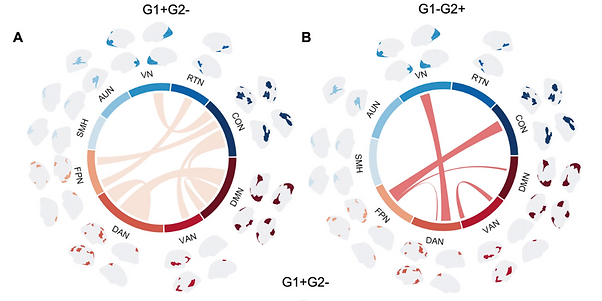 G1+G2-
G1-G2+
A
B
VN
RTN
AUN
CON
SMH
FPN
DMN
DAN
VAN
VN
RTN
AUN
CON
SMH
FPN
DMN
DAN
VAN
G1+G2-